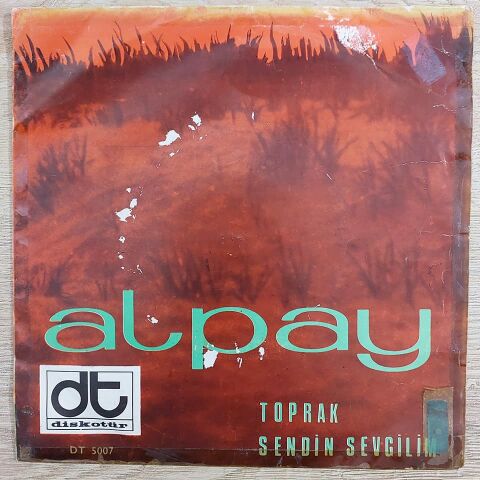 alpay
dt
diskotür
DT 5007
TOPRAK
SENDİN SEVGİLİM